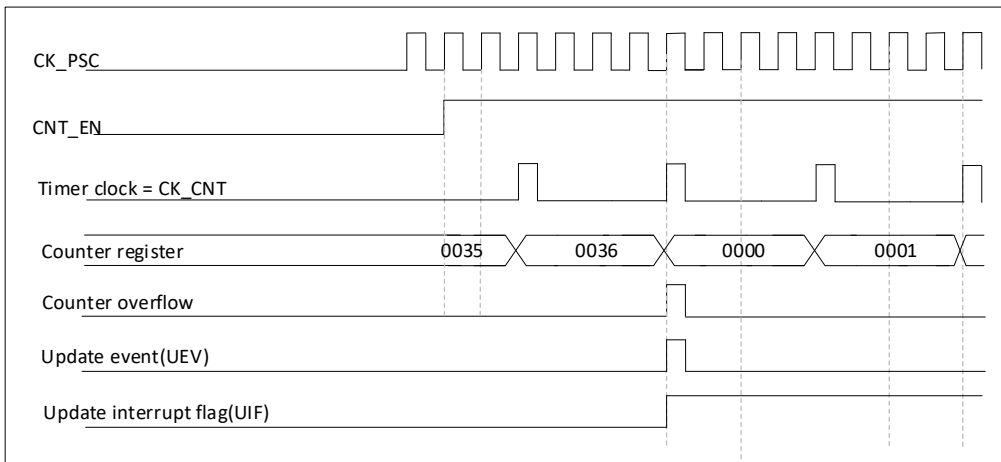 CK_PSC
CNT_EN
Timer clock = CK_CNT
Counter register 0035 0036 0000 0001
Counter overflow
Update event(UEV)
Update interrupt flag(UIF)